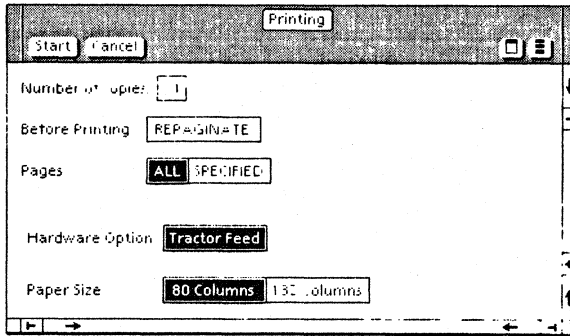 Printing
Start Cancel
Number of Copies 1
Before Printing REPAGINATE
Pages ALL SPECIFIED
Hardware Option Tractor Feed
Paper Size 80 Columns 132 Columns